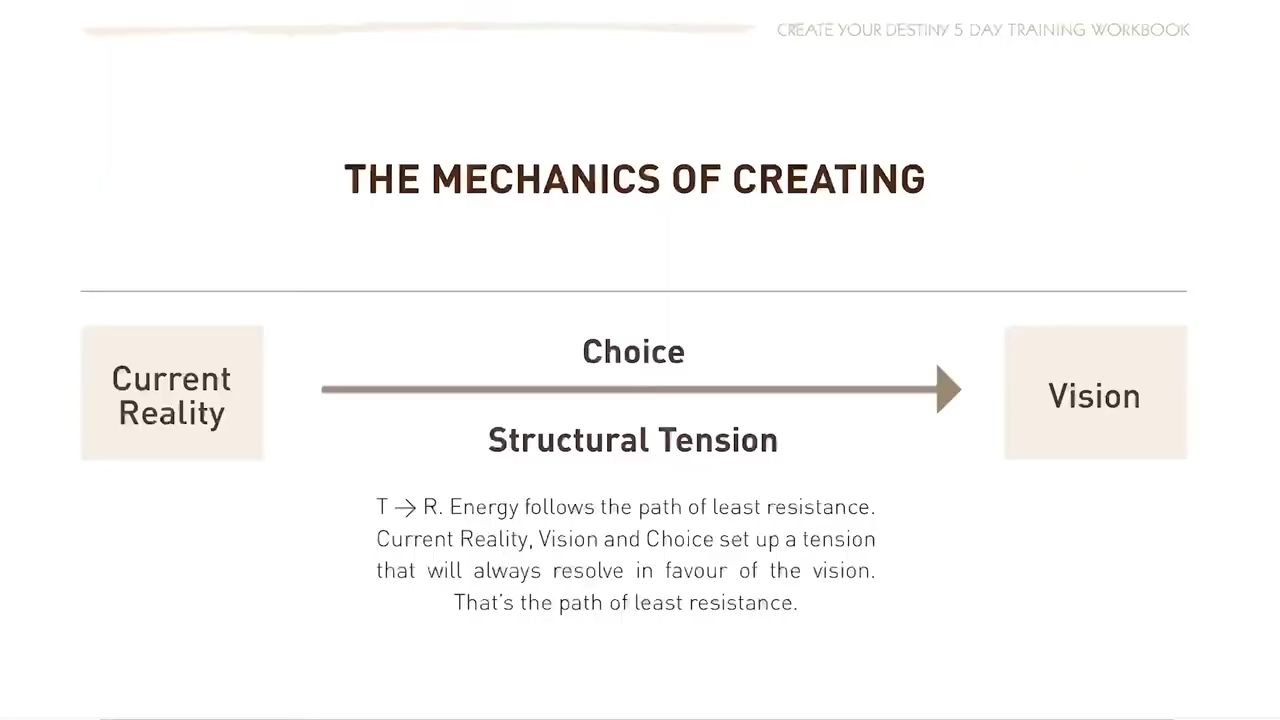 CREATE YOUR DESTINY 5 DAY TRAINING WORKBOOK
THE MECHANICS OF CREATING
Current
Reality
Choice
Structural Tension
Vision
T → R. Energy follows the path of least resistance.
Current Reality, Vision and Choice set up a tension
that will always resolve in favour of the vision.
That's the path of least resistance.